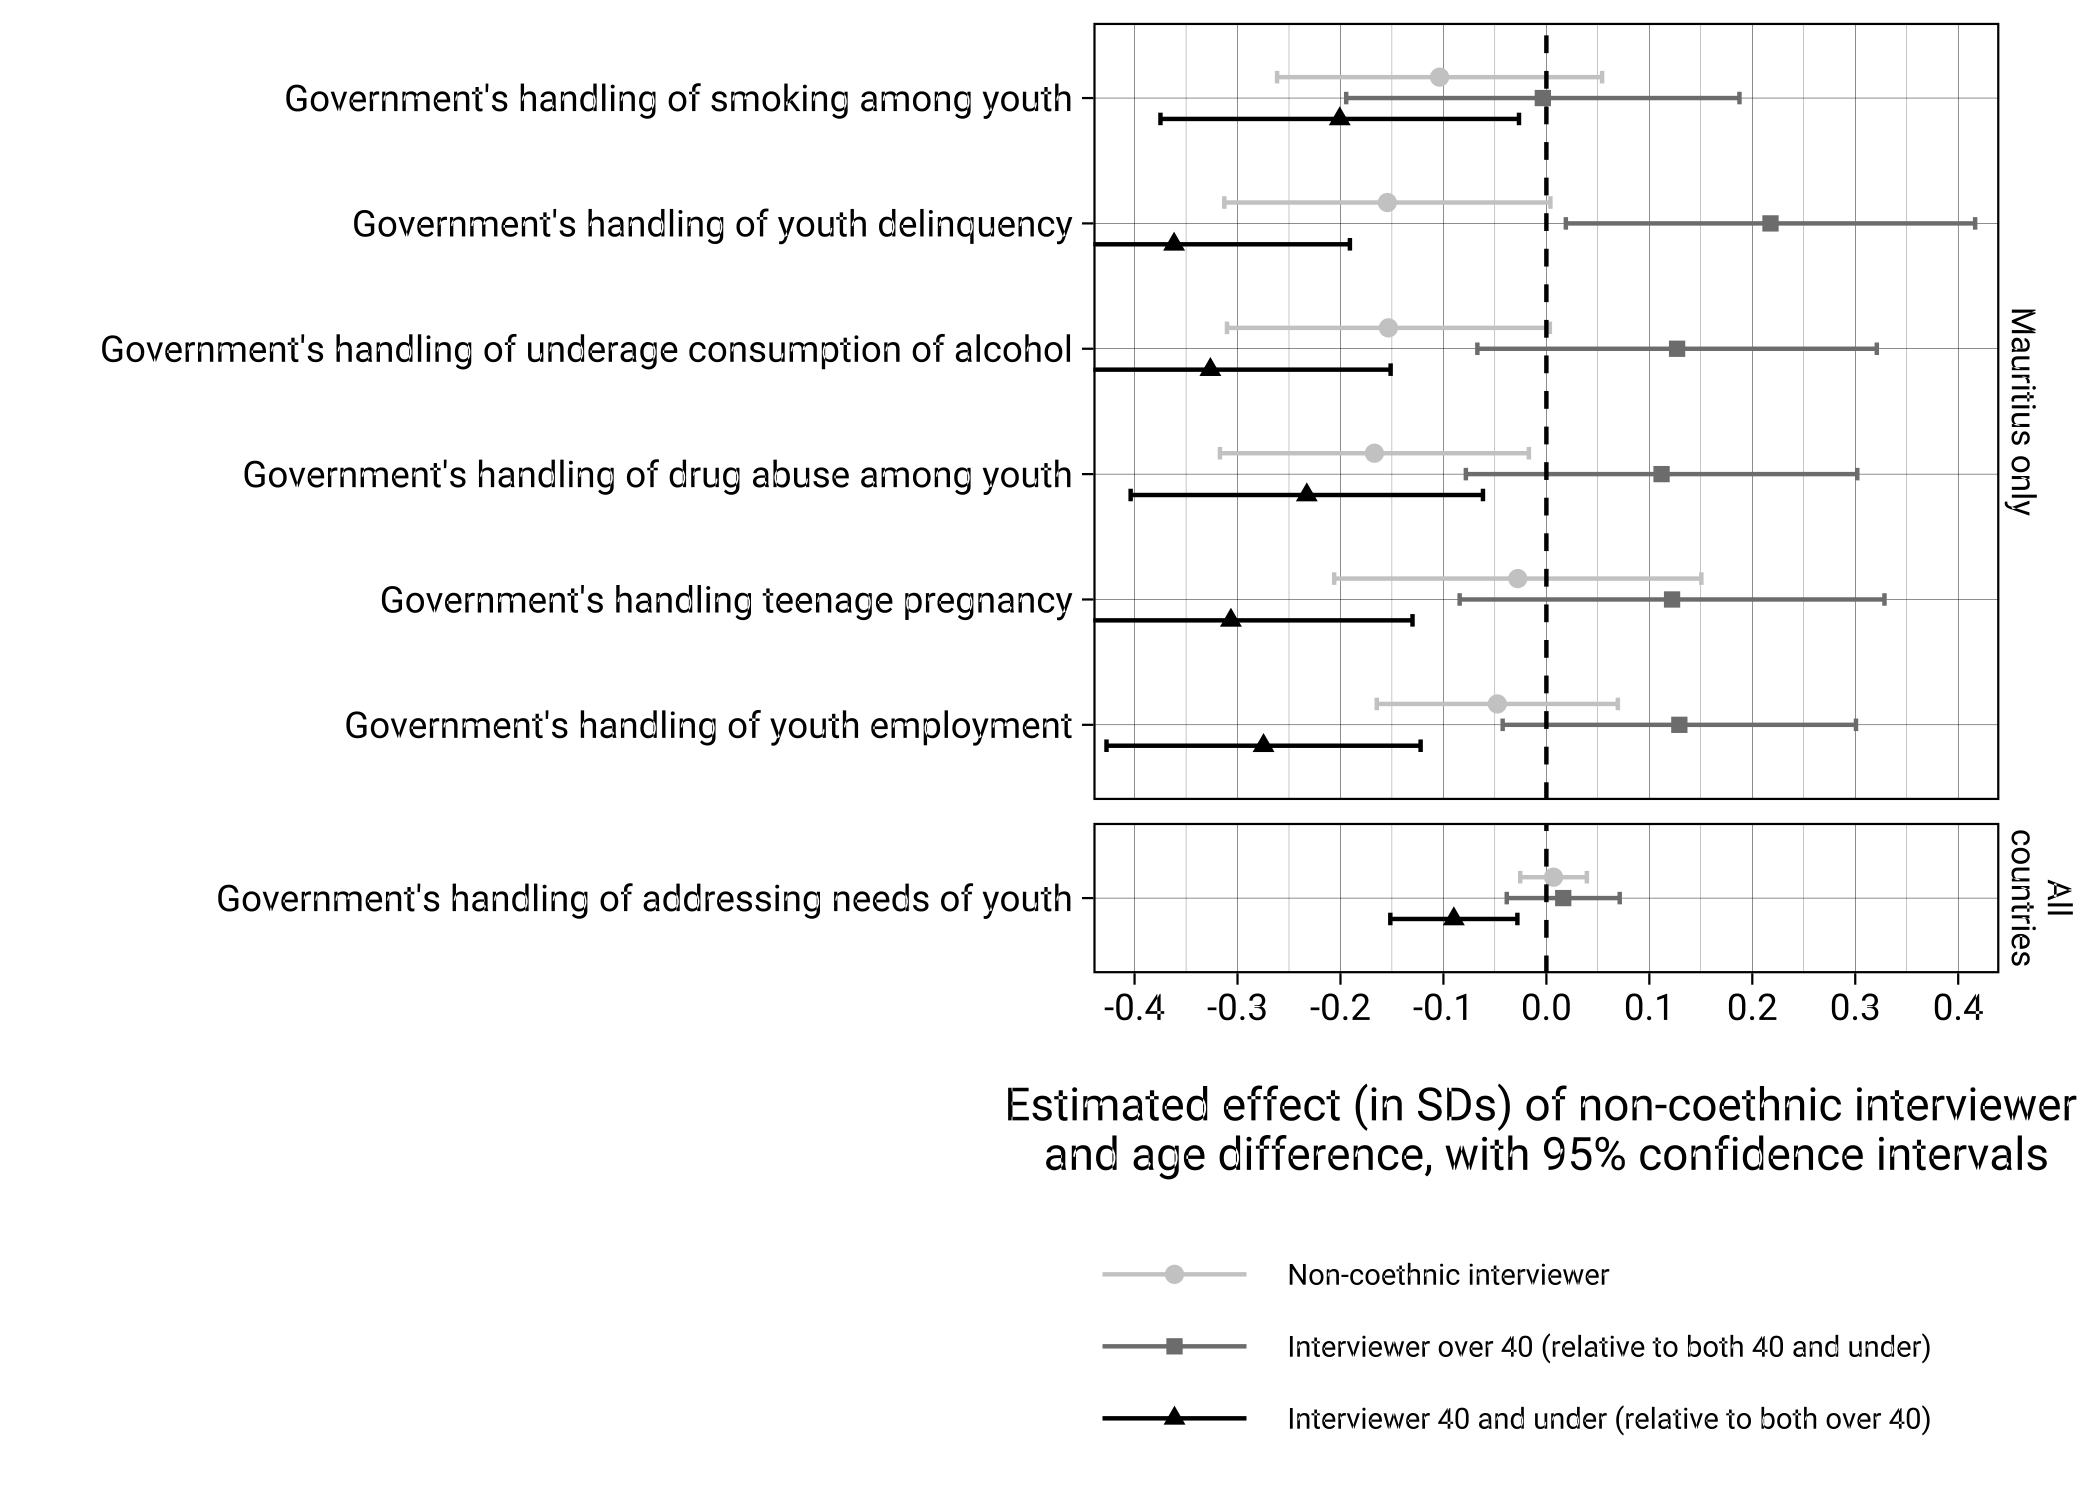 Government's handling of smoking among youth
Government's handling of youth delinquency
Government's handling of underage consumption of alcohol
Government's handling of drug abuse among youth
Government's handling teenage pregnancy
Government's handling of youth employment
Mauritius only
Government's handling of addressing needs of youth
All
countries
-0.4 -0.3 -0.2 -0.1 0.0 0.1 0.2 0.3 0.4
Estimated effect (in SDs) of non-coethnic interviewer
and age difference, with 95% confidence intervals
Non-coethnic interviewer
Interviewer over 40 (relative to both 40 and under)
Interviewer 40 and under (relative to both over 40)